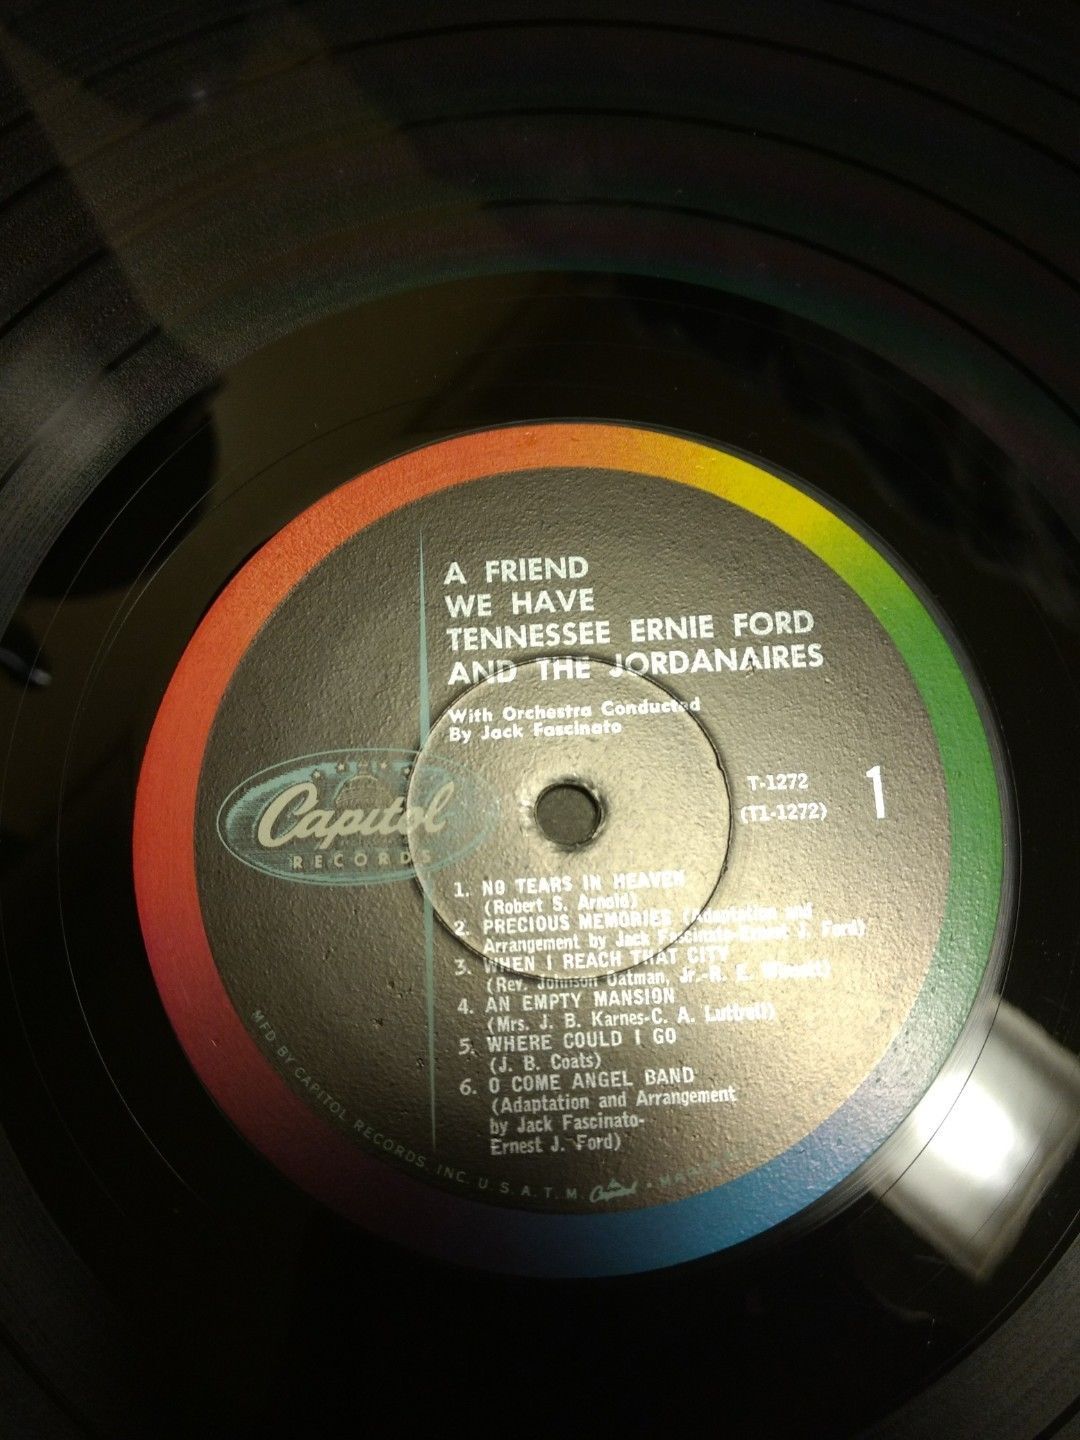 A FRIEND
WE HAVE
TENNESSEE ERNIE FORD
AND THE JORDANAIRES
With Orchestra Conducted
By Jack Fascinato
T-1272
(T1-1272)
1
Capitol
RECORDS
1. NO TEARS IN HEAVEN
(Robert S. Arnold)
2. PRECIOUS MEMORIES (Adaptation and
Arrangement by Jack Fascinato-Ernest J. Ford)
3. WHEN I REACH THAT CITY
(Rev. Johnson Oatman, Jr.-R. E.
4. AN EMPTY MANSION
(Mrs. J. B. Karnes-C. A. Luttrell)
5. WHERE COULD I GO
(J. B. Coats)
6. O COME ANGEL BAND
(Adaptation and Arrangement
by Jack Fascinato-
Ernest J. Ford)
MFD BY CAPITOL RECORDS, INC. U.S.A. T.M. Capitol •